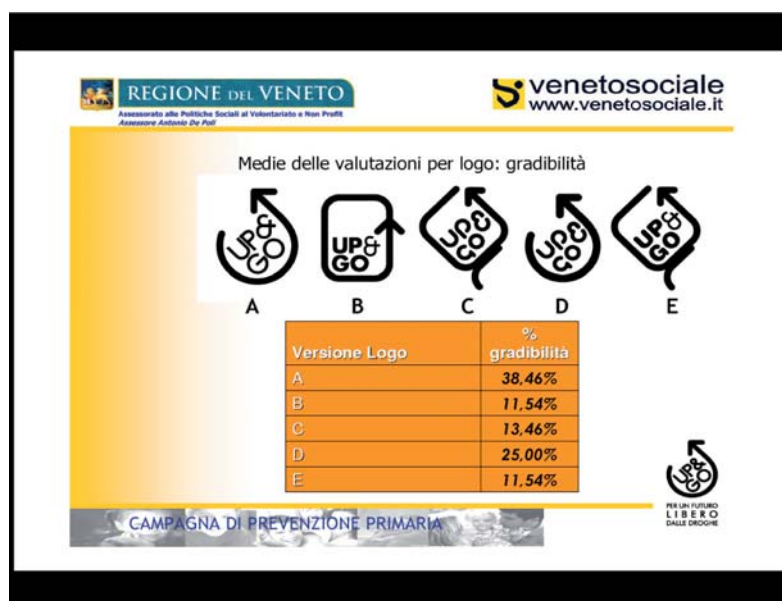 REGIONE DEL VENETO
Assessorato alle Politiche Sociali al Volontariato e Non Profit
Assessore Antonio De Poli
venetosociale
www.venetosociale.it
Medie delle valutazioni per logo: gradibilità
UP&
GO
UP&
GO
UP&
GO
UP&
GO
UP&
GO
A B C D E
Versione Logo % gradibilità
A 38,46%
B 11,54%
C 13,46%
D 25,00%
E 11,54%
UP&
GO
PER UN FUTURO
LIBERO
DALLE DROGHE
CAMPAGNA DI PREVENZIONE PRIMARIA